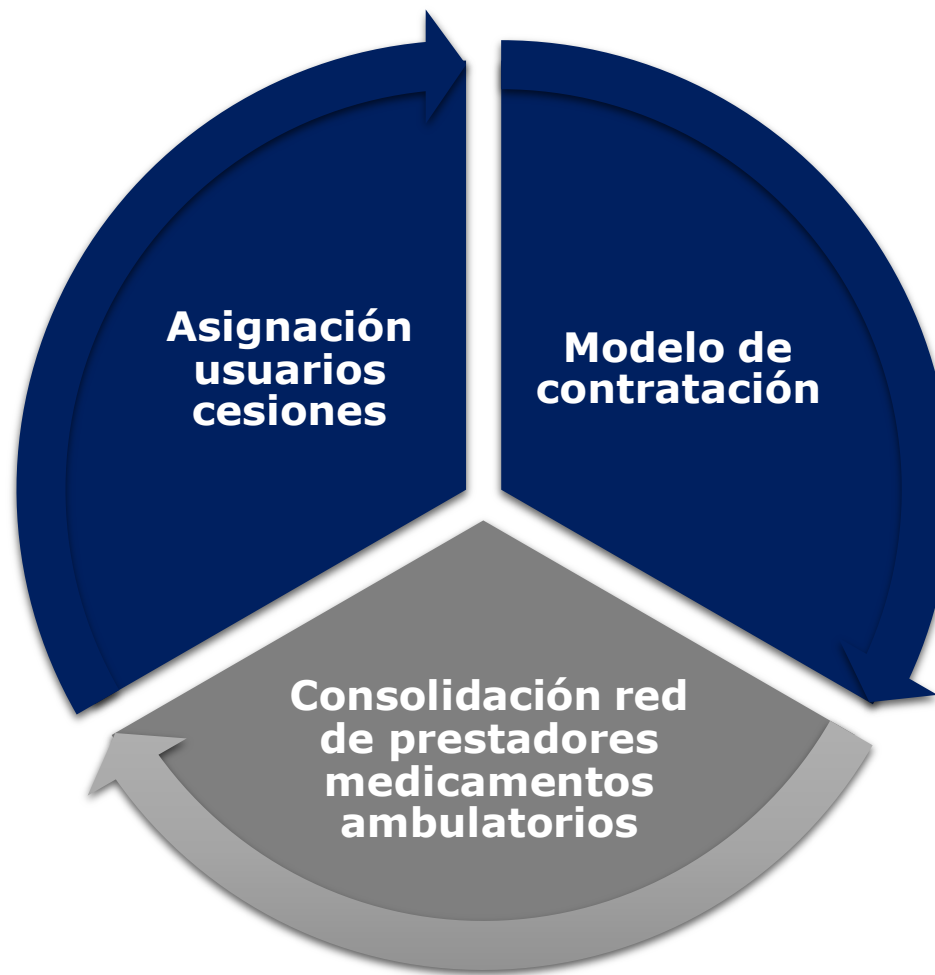 Asignación
usuarios
cesiones
Modelo de
contratación
Consolidación red
de prestadores
medicamentos
ambulatorios